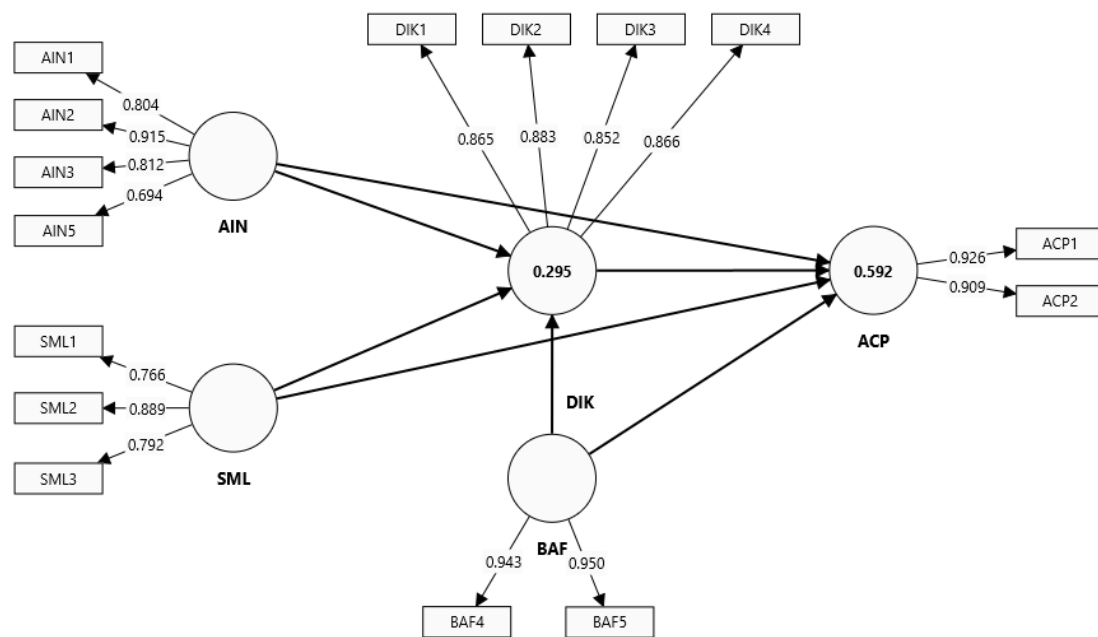 DIK1
DIK2
DIK3
DIK4
AIN1
AIN2
AIN3
AIN5
0.804
0.915
0.812
0.694
AIN
0.865
0.883
0.852
0.866
0.295
0.592
ACP1
ACP2
0.926
0.909
ACP
SML1
SML2
SML3
0.766
0.889
0.792
SML
DIK
BAF
0.943
0.950
BAF4
BAF5